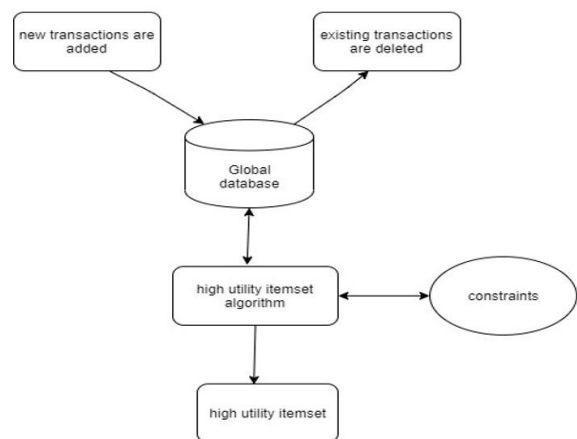 new transactions are
added
existing transactions
are deleted
Global
database
high utility itemset
algorithm
constraints
high utility itemset